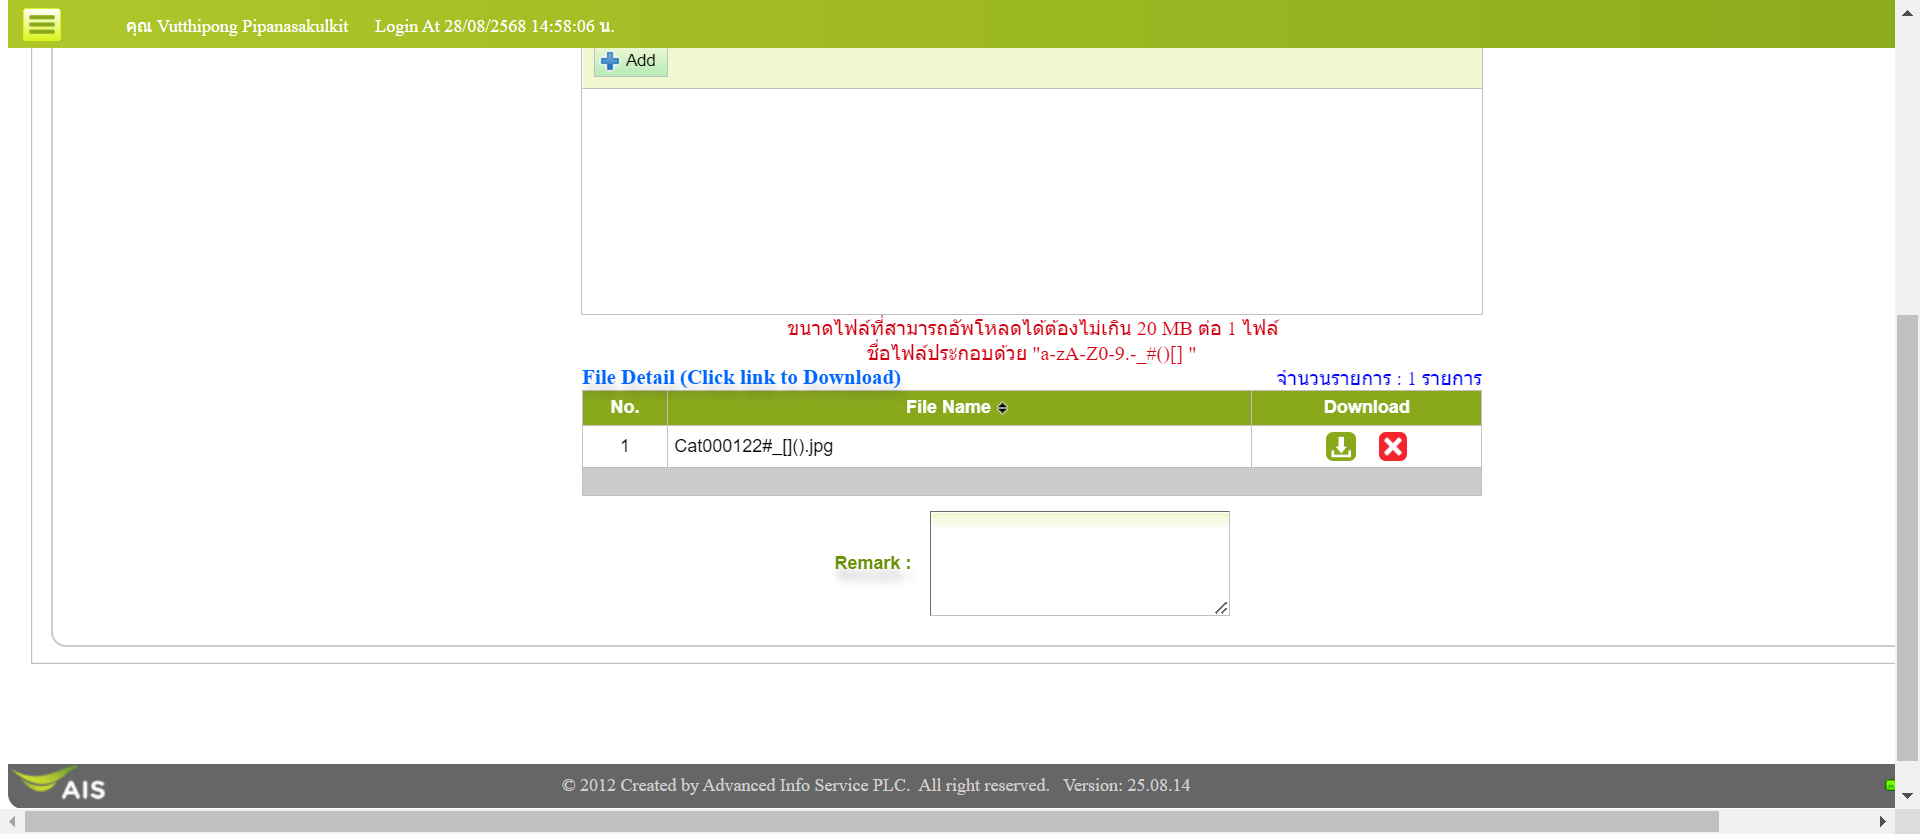 คุณ Vutthipong Pipanasakulkit Login At 28/08/2568 14:58:06 น.
Add
ขนาดไฟล์ที่สามารถอัพโหลดได้ต้องไม่เกิน 20 MB ต่อ 1 ไฟล์
ชื่อไฟล์ประกอบด้วย "a-zA-Z0-9.-_#()[] "
File Detail (Click link to Download) จำนวนรายการ : 1 รายการ
No. File Name Download
1 Cat000122#_[]().jpg
Remark :
AIS © 2012 Created by Advanced Info Service PLC. All right reserved. Version: 25.08.14